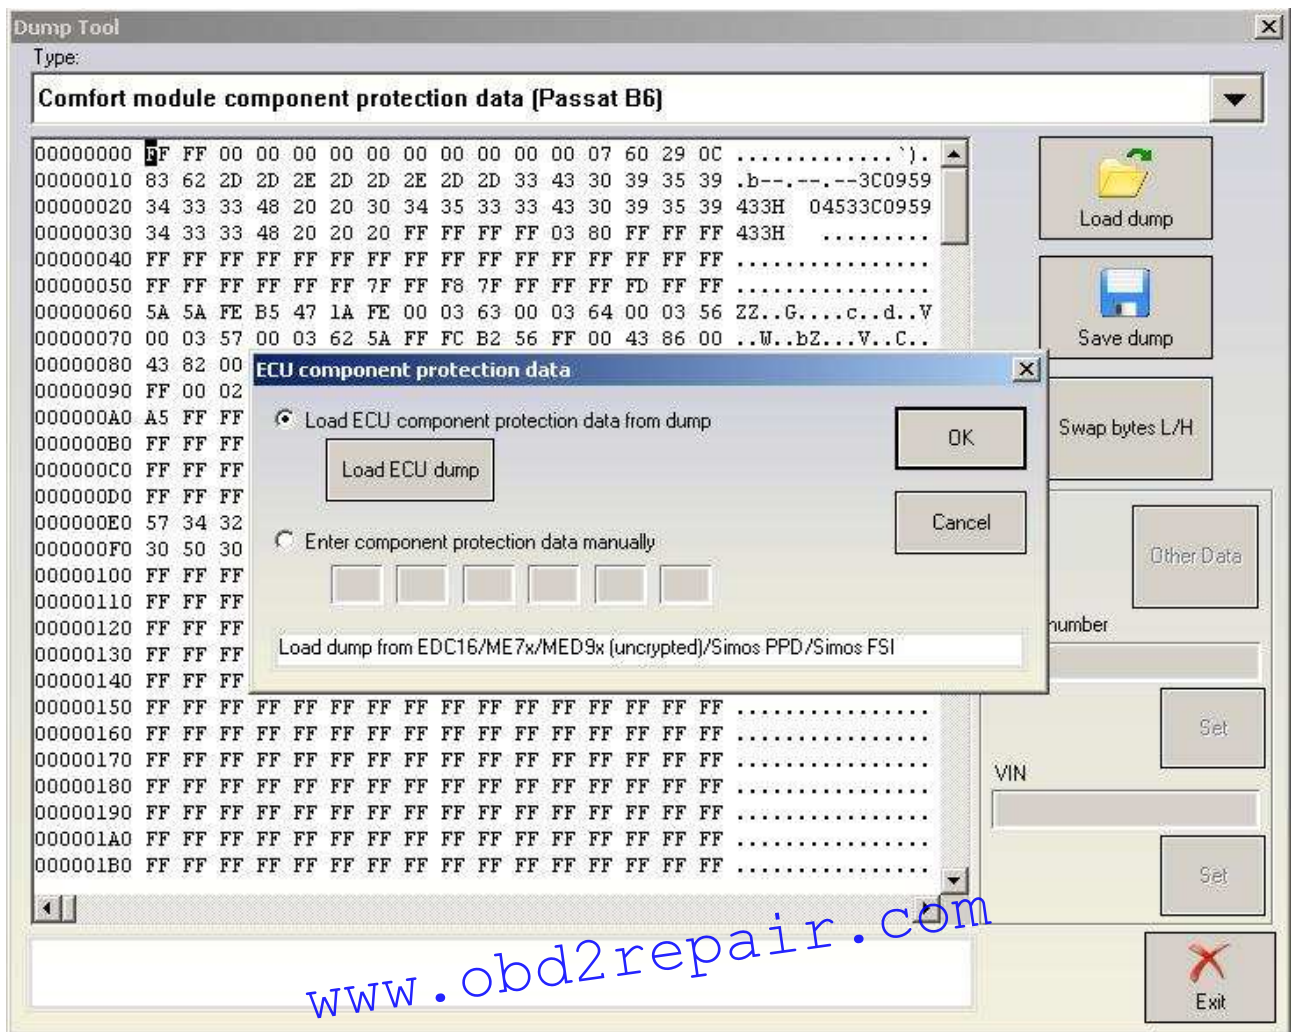 Dump Tool
Type:
Comfort module component protection data (Passat B6)
00000000 FF FF 00 00 00 00 00 00 00 00 00 00 07 60 29 0C .............`).
00000010 83 62 2D 2D 2E 2D 2D 2E 2D 2D 33 43 30 39 35 39 .b--.--.--3C0959
00000020 34 33 33 48 20 20 30 34 35 33 33 43 30 39 35 39 433H  04533C0959
00000030 34 33 33 48 20 20 20 FF FF FF FF 03 80 FF FF FF 433H   .........
00000040 FF FF FF FF FF FF FF FF FF FF FF FF FF FF FF FF ................
00000050 FF FF FF FF FF FF 7F FF F8 7F FF FF FF FD FF FF ................
00000060 5A 5A FE B5 47 1A FE 00 03 63 00 03 64 00 03 56 ZZ..G....c..d..V
00000070 00 03 57 00 03 62 5A FF FC B2 56 FF 00 43 86 00 ..W..bZ...V..C..
00000080 43 82 00
00000090 FF 00 02
000000A0 A5 FF FF
000000B0 FF FF FF
000000C0 FF FF FF
000000D0 FF FF FF
000000E0 57 34 32
000000F0 30 50 30
00000100 FF FF FF
00000110 FF FF FF
00000120 FF FF FF
00000130 FF FF FF
00000140 FF FF FF
00000150 FF FF FF FF FF FF FF FF FF FF FF FF FF FF FF FF ................
00000160 FF FF FF FF FF FF FF FF FF FF FF FF FF FF FF FF ................
00000170 FF FF FF FF FF FF FF FF FF FF FF FF FF FF FF FF ................
00000180 FF FF FF FF FF FF FF FF FF FF FF FF FF FF FF FF ................
00000190 FF FF FF FF FF FF FF FF FF FF FF FF FF FF FF FF ................
000001A0 FF FF FF FF FF FF FF FF FF FF FF FF FF FF FF FF ................
000001B0 FF FF FF FF FF FF FF FF FF FF FF FF FF FF FF FF ................
Load dump
Save dump
Swap bytes L/H
ECU component protection data
Load ECU component protection data from dump
Load ECU dump
Enter component protection data manually
OK
Cancel
Load dump from EDC16/ME7x/MED9x (uncrypted)/Simos PPD/Simos FSI
Other Data
number
Set
VIN
Set
Exit
www.obd2repair.com